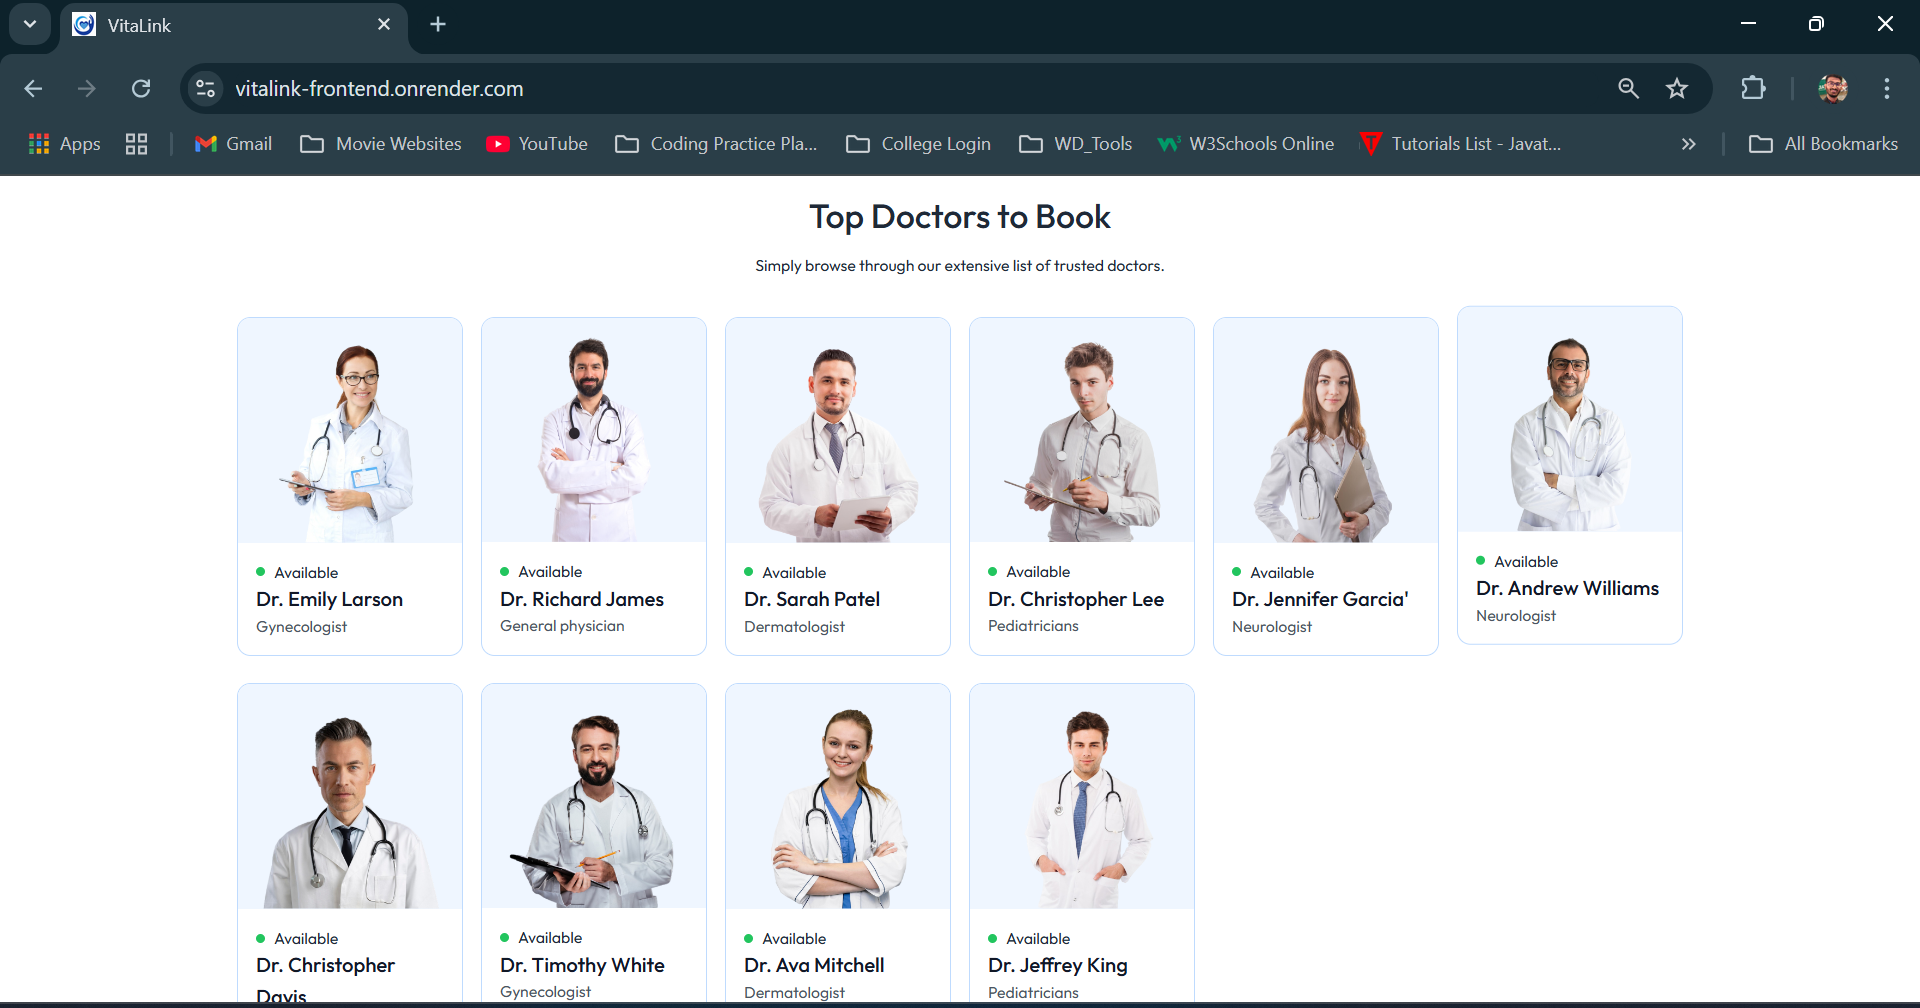 VitaLink
vitalink-frontend.onrender.com
Apps
Gmail
Movie Websites
YouTube
Coding Practice Pla...
College Login
WD_Tools
W3Schools Online
Tutorials List - Javat...
All Bookmarks
Top Doctors to Book
Simply browse through our extensive list of trusted doctors.
Available
Dr. Emily Larson
Gynecologist
Available
Dr. Richard James
General physician
Available
Dr. Sarah Patel
Dermatologist
Available
Dr. Christopher Lee
Pediatricians
Available
Dr. Jennifer Garcia'
Neurologist
Available
Dr. Andrew Williams
Neurologist
Available
Dr. Christopher
Davis
Available
Dr. Timothy White
Gynecologist
Available
Dr. Ava Mitchell
Dermatologist
Available
Dr. Jeffrey King
Pediatricians